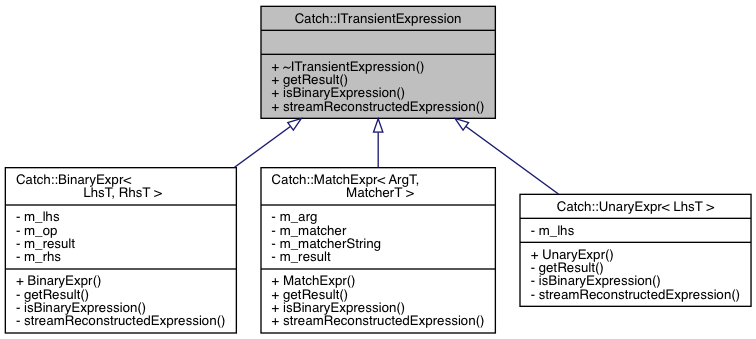 Catch::ITransientExpression
+ ~ITransientExpression()
+ getResult()
+ isBinaryExpression()
+ streamReconstructedExpression()
Catch::BinaryExpr<
LhsT, RhsT >
- m_lhs
- m_op
- m_result
- m_rhs
+ BinaryExpr()
- getResult()
- isBinaryExpression()
- streamReconstructedExpression()
Catch::MatchExpr< ArgT,
MatcherT >
- m_arg
- m_matcher
- m_matcherString
- m_result
+ MatchExpr()
+ getResult()
+ isBinaryExpression()
+ streamReconstructedExpression()
Catch::UnaryExpr< LhsT >
- m_lhs
+ UnaryExpr()
- getResult()
- isBinaryExpression()
- streamReconstructedExpression()